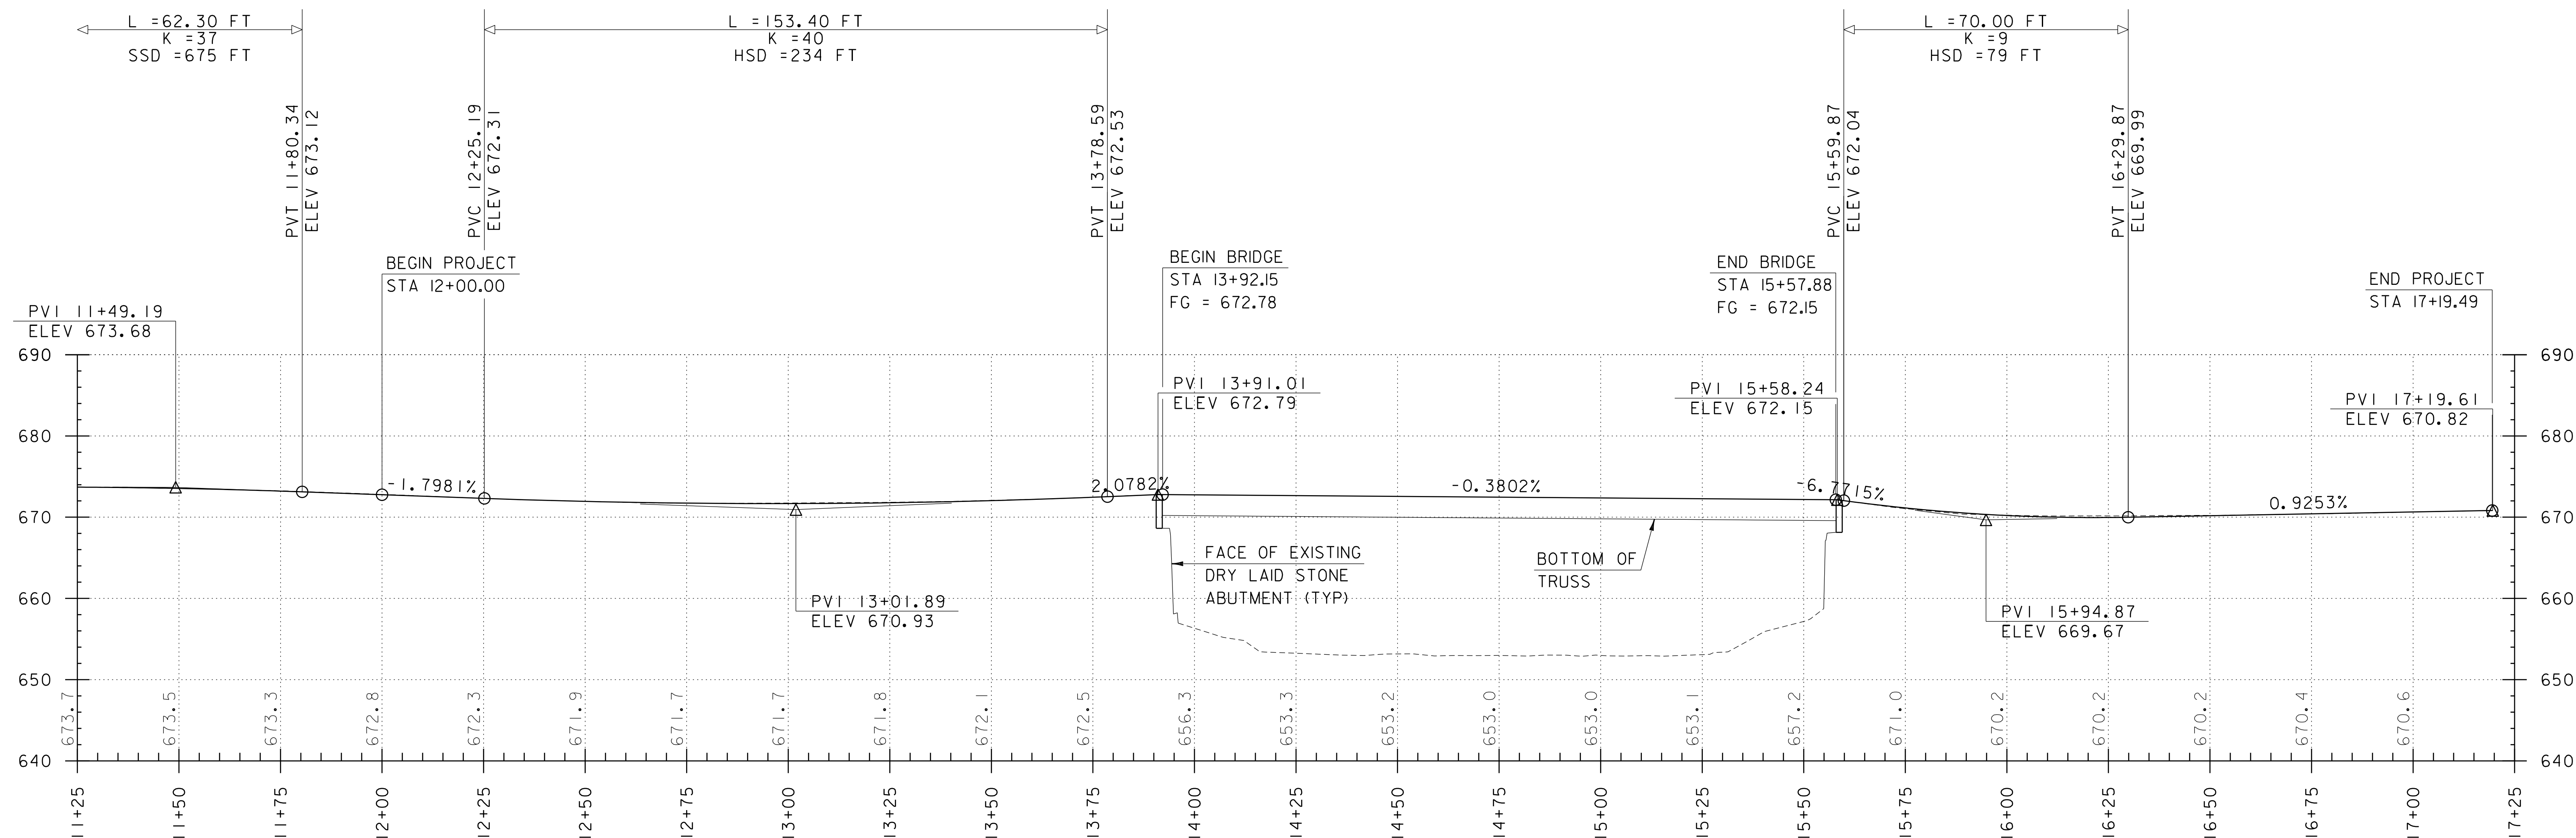 L =62.30 FT
K =37
SSD =675 FT
L =153.40 FT
K =40
HSD =234 FT
L =70.00 FT
K =9
HSD =79 FT
PVT 11+80.34
ELEV 673.12
PVC 12+25.19
ELEV 672.31
PVT 13+78.59
ELEV 672.53
PVC 15+59.87
ELEV 672.04
PVT 16+29.87
ELEV 669.99
BEGIN PROJECT
STA 12+00.00
BEGIN BRIDGE
STA 13+92.15
FG = 672.78
END BRIDGE
STA 15+57.88
FG = 672.15
END PROJECT
STA 17+19.49
PVI 11+49.19
ELEV 673.68
PVI 13+91.01
ELEV 672.79
PVI 15+58.24
ELEV 672.15
PVI 17+19.61
ELEV 670.82
690
690
680
680
670
670
660
660
650
650
640
640
-1.7981%
2.0782%
-0.3802%
-6.7715%
0.9253%
FACE OF EXISTING
DRY LAID STONE
ABUTMENT (TYP)
BOTTOM OF
TRUSS
PVI 13+01.89
ELEV 670.93
PVI 15+94.87
ELEV 669.67
673.7
673.5
673.3
672.8
672.3
671.9
671.7
671.7
671.8
672.1
672.5
656.3
653.3
653.2
653.0
653.0
653.1
657.2
671.0
670.2
670.2
670.2
670.4
670.6
11+25
11+50
11+75
12+00
12+25
12+50
12+75
13+00
13+25
13+50
13+75
14+00
14+25
14+50
14+75
15+00
15+25
15+50
15+75
16+00
16+25
16+50
16+75
17+00
17+25